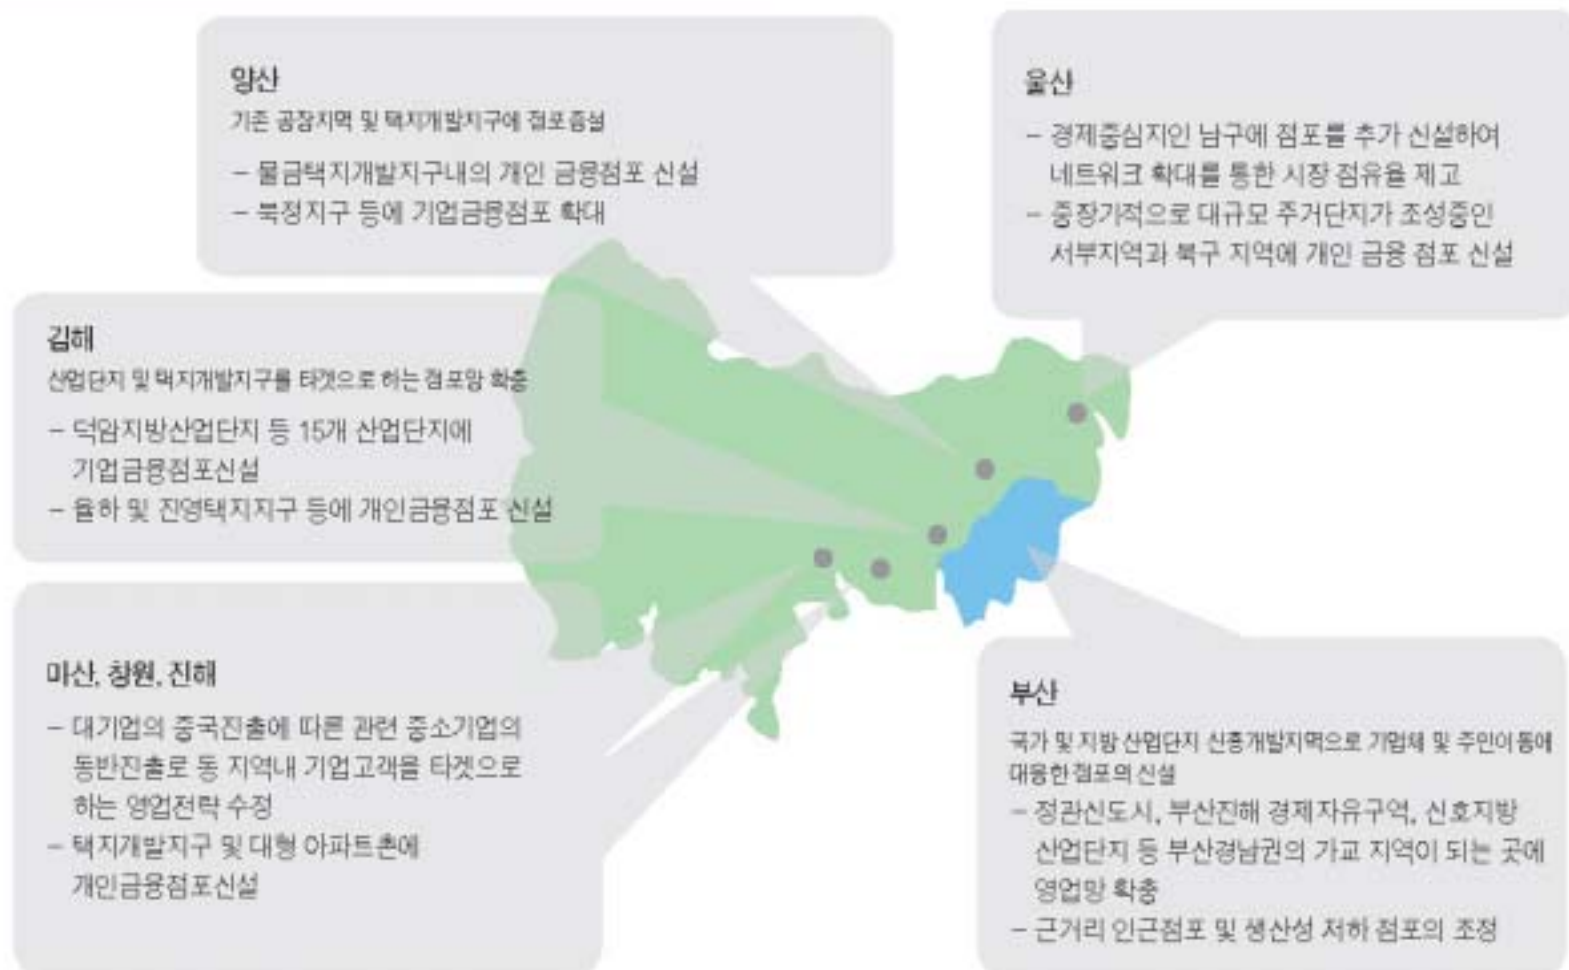 양산
기존 공장지역 및 택지개발지구에 점포증설
– 물금택지개발지구내의 개인 금융점포 신설
– 북정지구 등에 기업금융점포 확대
울산
– 경제중심지인 남구에 점포를 추가 신설하여
네트워크 확대를 통한 시장 점유율 제고
– 중장기적으로 대규모 주거단지가 조성중인
서부지역과 북구 지역에 개인 금융 점포 신설
김해
산업단지 및 택지개발지구를 타겟으로 하는 점포망 확충
– 덕암지방산업단지 등 15개 산업단지에
기업금융점포신설
– 율하 및 진영택지지구 등에 개인금융점포 신설
마산, 창원, 진해
– 대기업의 중국진출에 따른 관련 중소기업의
동반진출로 동 지역내 기업고객을 타겟으로
하는 영업전략 수정
– 택지개발지구 및 대형 아파트촌에
개인금융점포신설
부산
국가 및 지방 산업단지 신흥개발지역으로 기업체 및 주민이동에
대응한 점포의 신설
– 정관신도시, 부산진해 경제자유구역, 신호지방
산업단지 등 부산경남권의 가교 지역이 되는 곳에
영업망 확충
– 근거리 인근점포 및 생산성 저하 점포의 조정